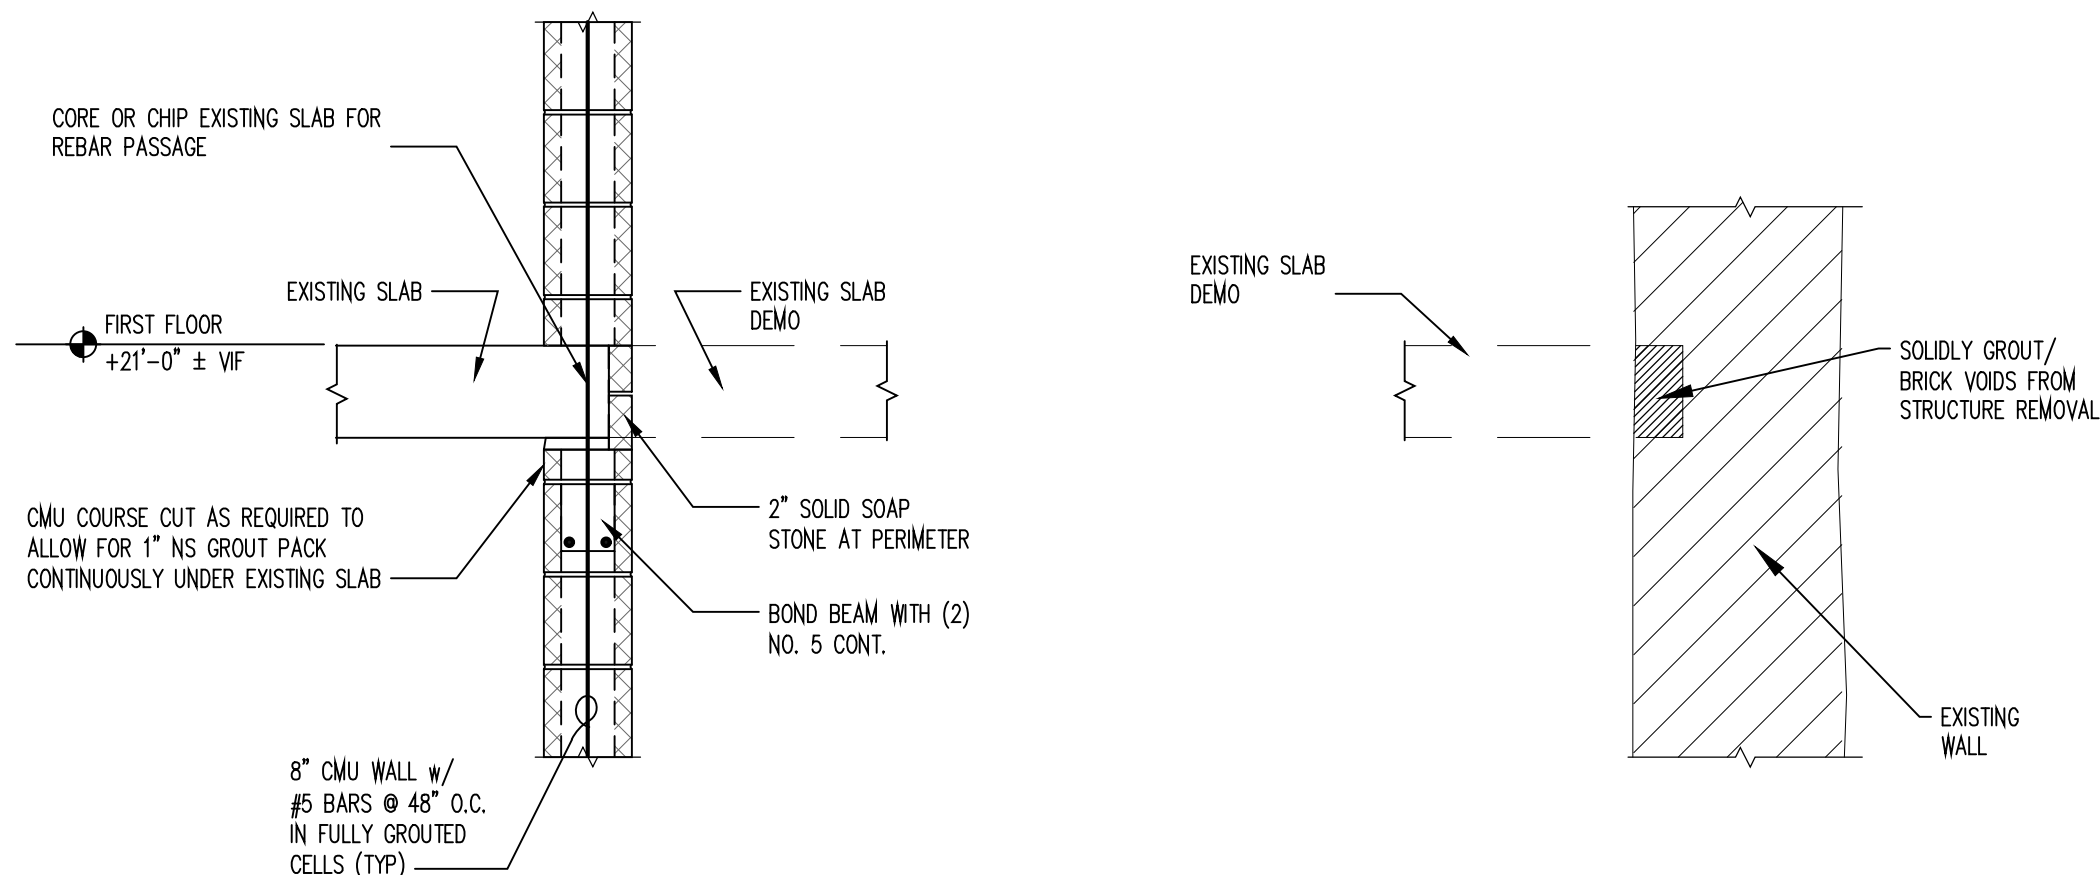 CORE OR CHIP EXISTING SLAB FOR
REBAR PASSAGE
EXISTING SLAB
FIRST FLOOR
+21'-0" ± VIF
EXISTING SLAB
DEMO
CMU COURSE CUT AS REQUIRED TO
ALLOW FOR 1" NS GROUT PACK
CONTINUOUSLY UNDER EXISTING SLAB
2" SOLID SOAP
STONE AT PERIMETER
BOND BEAM WITH (2)
NO. 5 CONT.
8" CMU WALL w/
#5 BARS @ 48" O.C.
IN FULLY GROUTED
CELLS (TYP)
EXISTING SLAB
DEMO
SOLIDLY GROUT/
BRICK VOIDS FROM
STRUCTURE REMOVAL
EXISTING
WALL